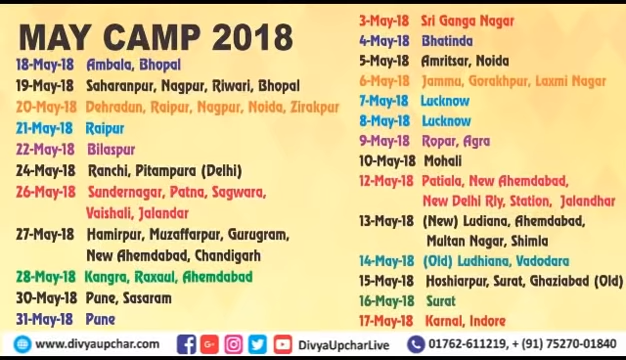 MAY CAMP 2018
18-May-18 Ambala, Bhopal
19-May-18 Saharanpur, Nagpur, Riwari, Bhopal
20-May-18 Dehradun, Raipur, Nagpur, Noida, Zirakpur
21-May-18 Raipur
22-May-18 Bilaspur
24-May-18 Ranchi, Pitampura (Delhi)
26-May-18 Sundernagar, Patna, Sagwara,
Vaishali, Jalandar
27-May-18 Hamirpur, Muzaffarpur, Gurugram,
New Ahemdabad, Chandigarh
28-May-18 Kangra, Raxaul, Ahemdabad
30-May-18 Pune, Sasaram
31-May-18 Pune
3-May-18 Sri Ganga Nagar
4-May-18 Bhatinda
5-May-18 Amritsar, Noida
6-May-18 Jammu, Gorakhpur, Laxmi Nagar
7-May-18 Lucknow
8-May-18 Lucknow
9-May-18 Ropar, Agra
10-May-18 Mohali
12-May-18 Patiala, New Ahemdabad,
New Delhi Rly, Station, Jalandhar
13-May-18 (New) Ludiana, Ahemdabad,
Multan Nagar, Shimla
14-May-18 (Old) Ludhiana, Vadodara
15-May-18 Hoshiarpur, Surat, Ghaziabad (Old)
16-May-18 Surat
17-May-18 Karnal, Indore
www.divyaupchar.com DivyaUpcharLive 01762-611219, + (91) 75270-01840